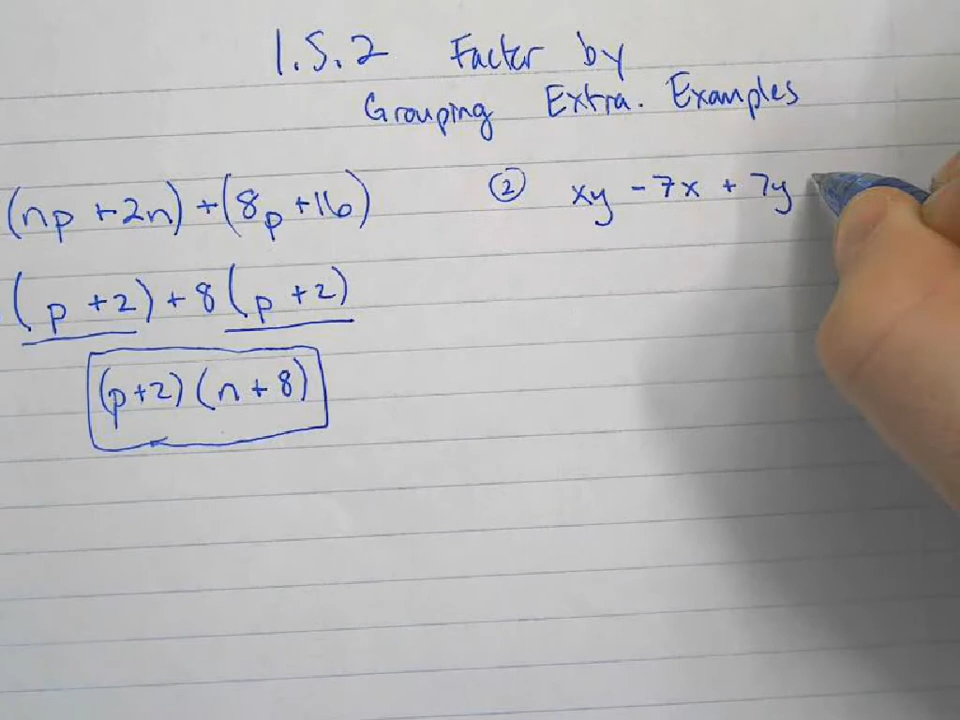 1.5.2 Factor by
Grouping Extra. Examples
(np +2n) + (8p +16)
( p +2) + 8 ( p +2)
(p+2) (n + 8)
② xy - 7x + 7y